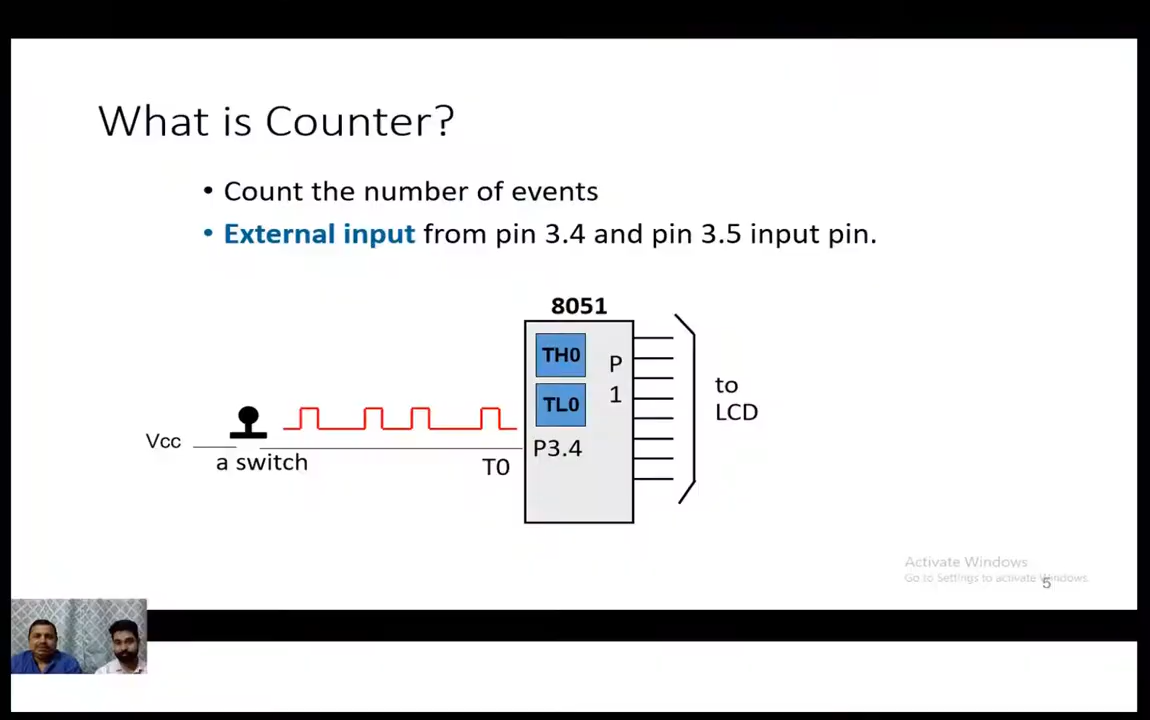 What is Counter?
• Count the number of events
• External input from pin 3.4 and pin 3.5 input pin.
8051
TH0
P
1
TL0
P3.4
Vcc
a switch
T0
to
LCD
Activate Windows
Go to Settings to activate Windows.
5